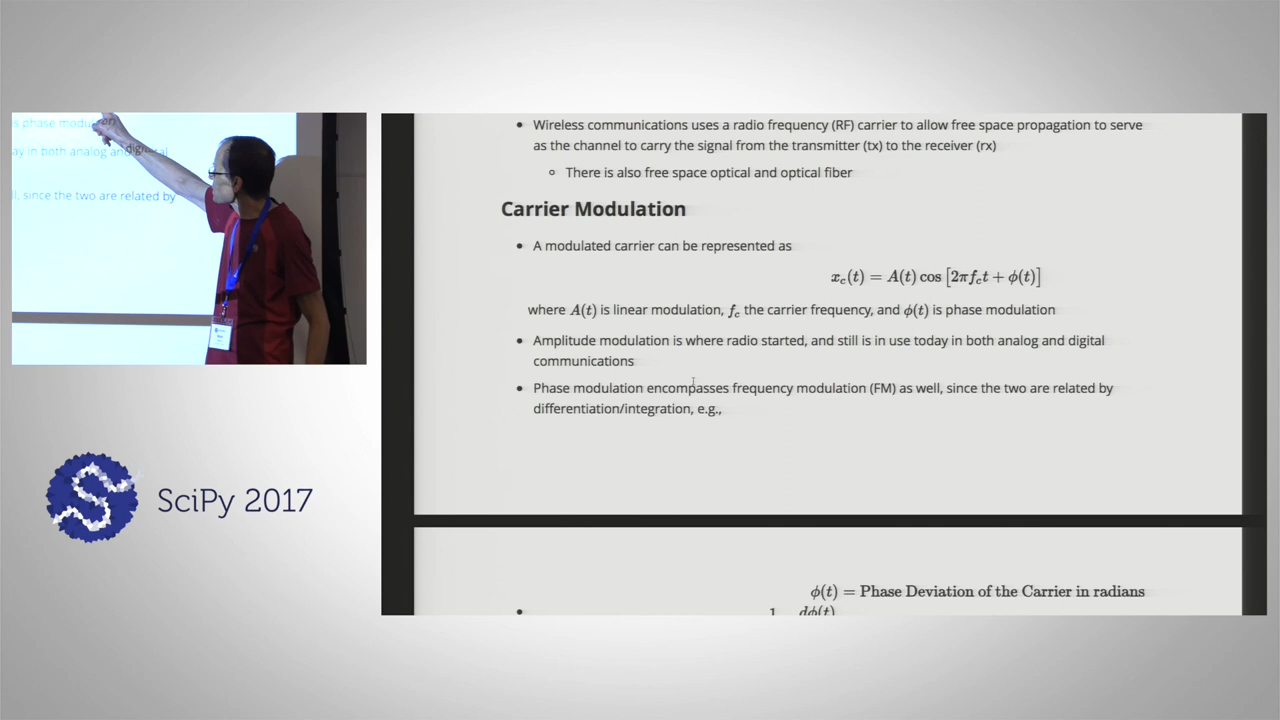 is phase modu
digi
ay in both analog and
l, since the two are related by
SciPy 2017
• Wireless communications uses a radio frequency (RF) carrier to allow free space propagation to serve
as the channel to carry the signal from the transmitter (tx) to the receiver (rx)
∘ There is also free space optical and optical fiber
Carrier Modulation
• A modulated carrier can be represented as
x_c(t) = A(t) cos [2πf_ct + ϕ(t)]
where A(t) is linear modulation, f_c the carrier frequency, and ϕ(t) is phase modulation
• Amplitude modulation is where radio started, and still is in use today in both analog and digital
communications
• Phase modulation encompasses frequency modulation (FM) as well, since the two are related by
differentiation/integration, e.g.,
ϕ(t) = Phase Deviation of the Carrier in radians
• 1 dϕ(t)